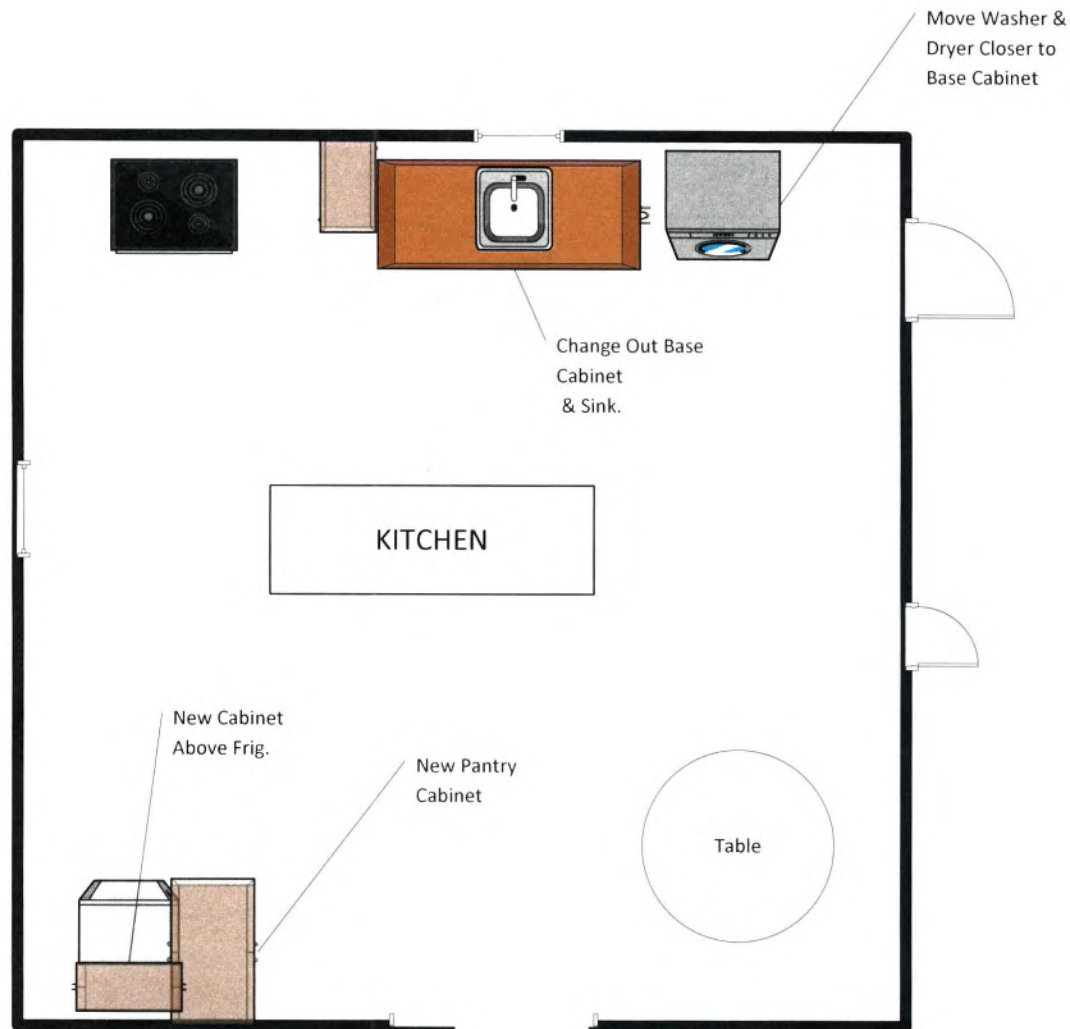 Move Washer &
Dryer Closer to
Base Cabinet
Change Out Base
Cabinet
& Sink.
KITCHEN
New Cabinet
Above Frig.
New Pantry
Cabinet
Table